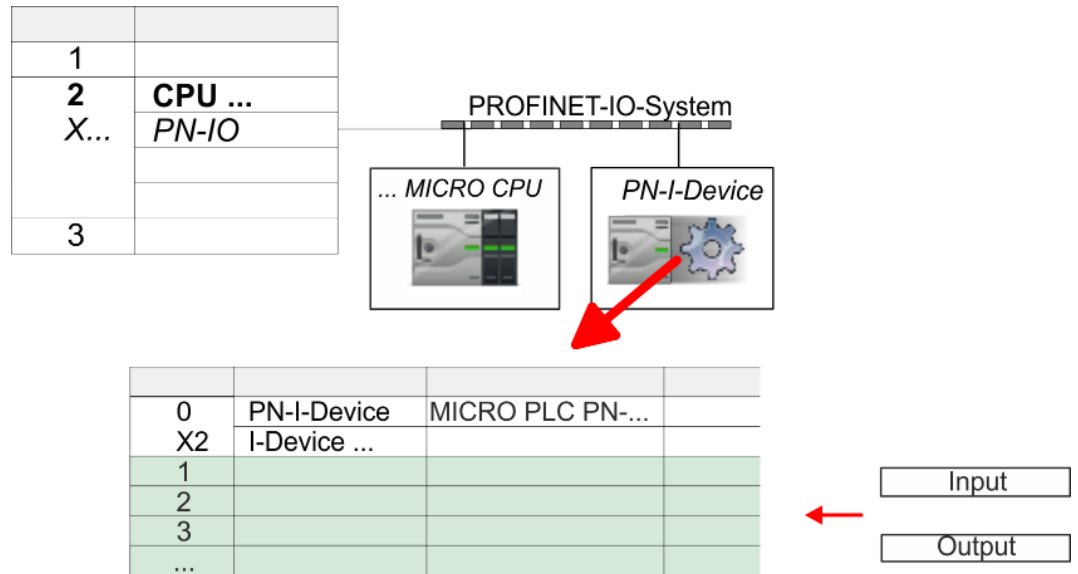 1
2 CPU ...
X... PN-IO
3
PROFINET-IO-System
... MICRO CPU
PN-I-Device
0 PN-I-Device MICRO PLC PN-...
X2 I-Device ...
1
2
3
...
Input
Output